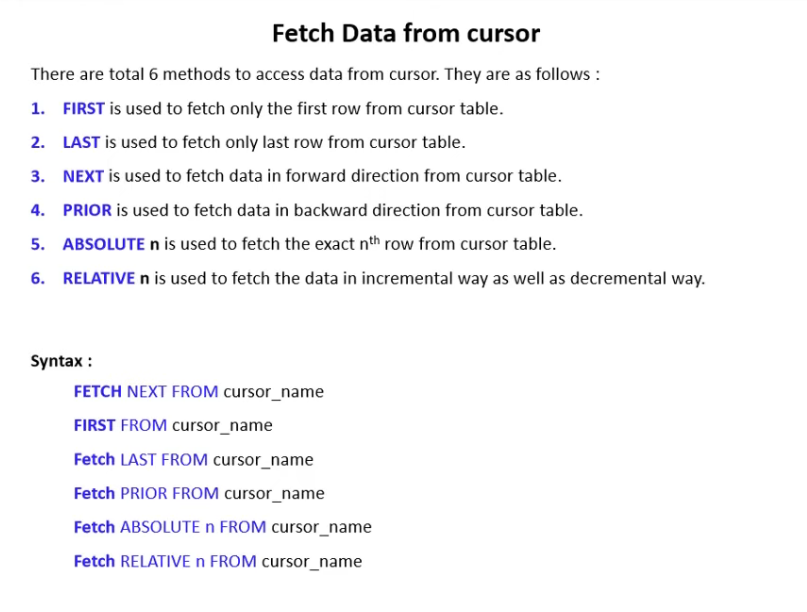 Fetch Data from cursor
There are total 6 methods to access data from cursor. They are as follows :
1. FIRST is used to fetch only the first row from cursor table.
2. LAST is used to fetch only last row from cursor table.
3. NEXT is used to fetch data in forward direction from cursor table.
4. PRIOR is used to fetch data in backward direction from cursor table.
5. ABSOLUTE n is used to fetch the exact nth row from cursor table.
6. RELATIVE n is used to fetch the data in incremental way as well as decremental way.
Syntax :
FETCH NEXT FROM cursor_name
FIRST FROM cursor_name
Fetch LAST FROM cursor_name
Fetch PRIOR FROM cursor_name
Fetch ABSOLUTE n FROM cursor_name
Fetch RELATIVE n FROM cursor_name